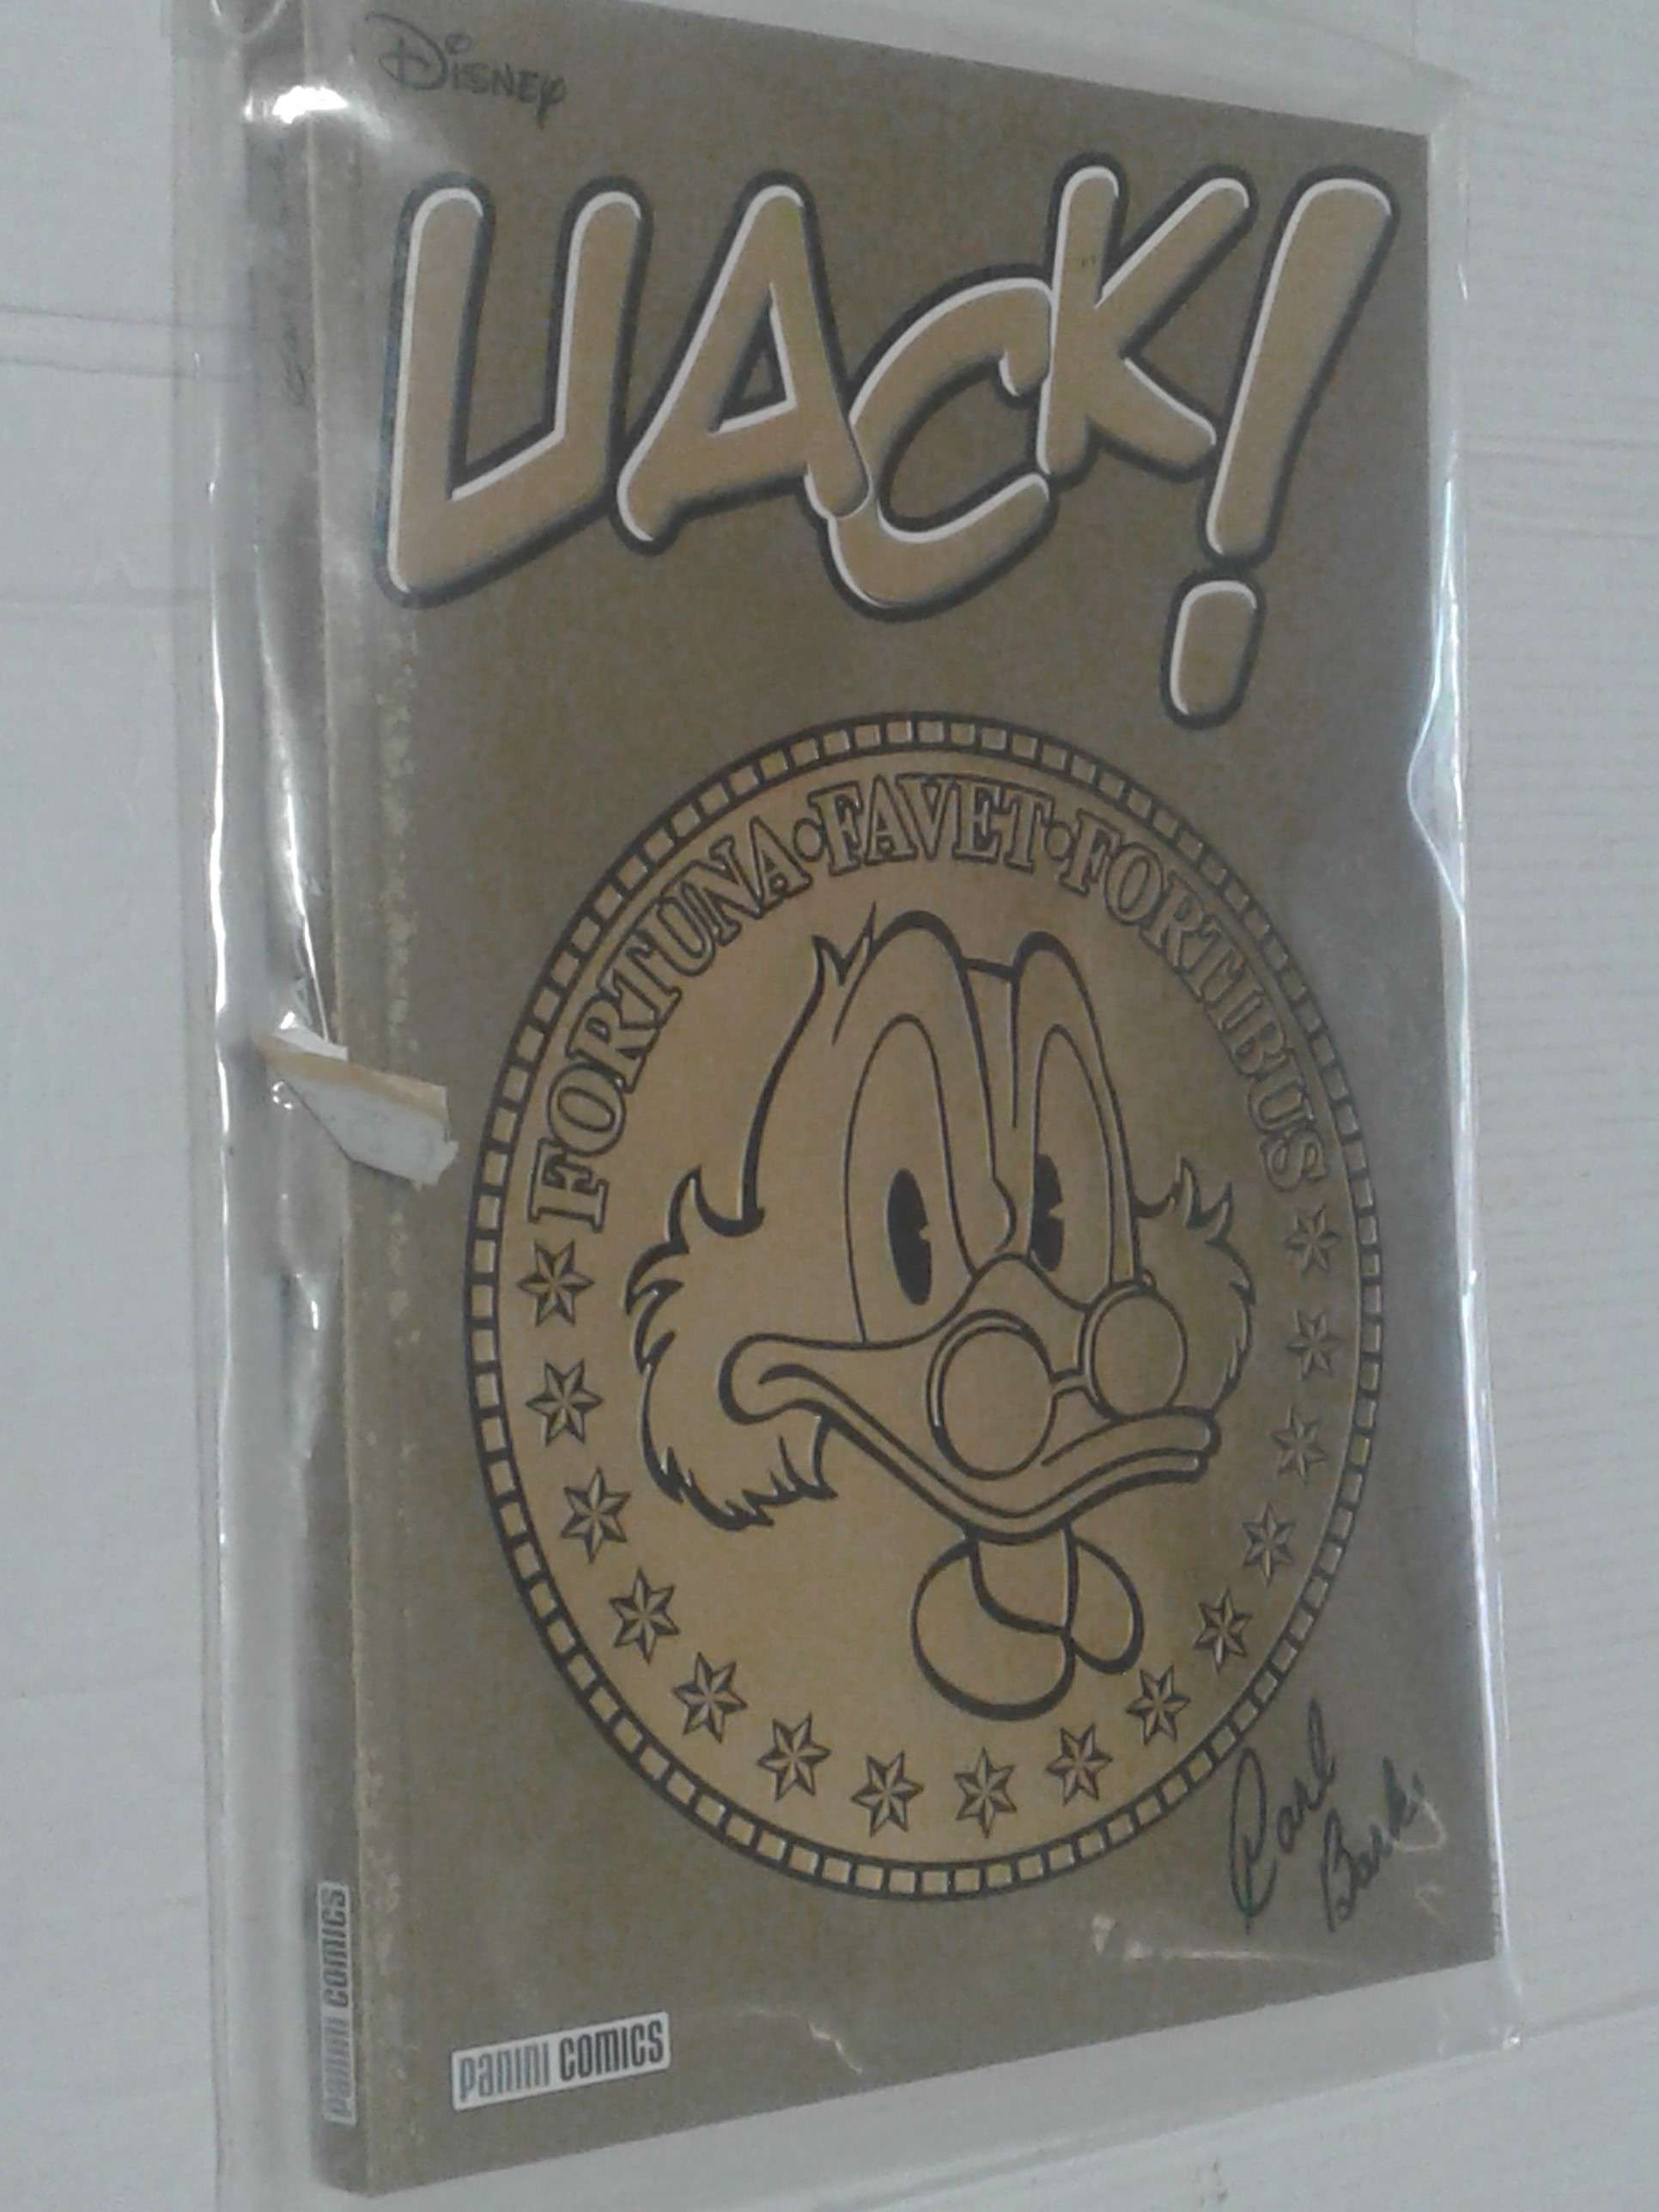 Disney
UACK!
FORTUNA•FAVET•FORTIBUS
Carl
Barks
PANINI COMICS
PANINI COMICS